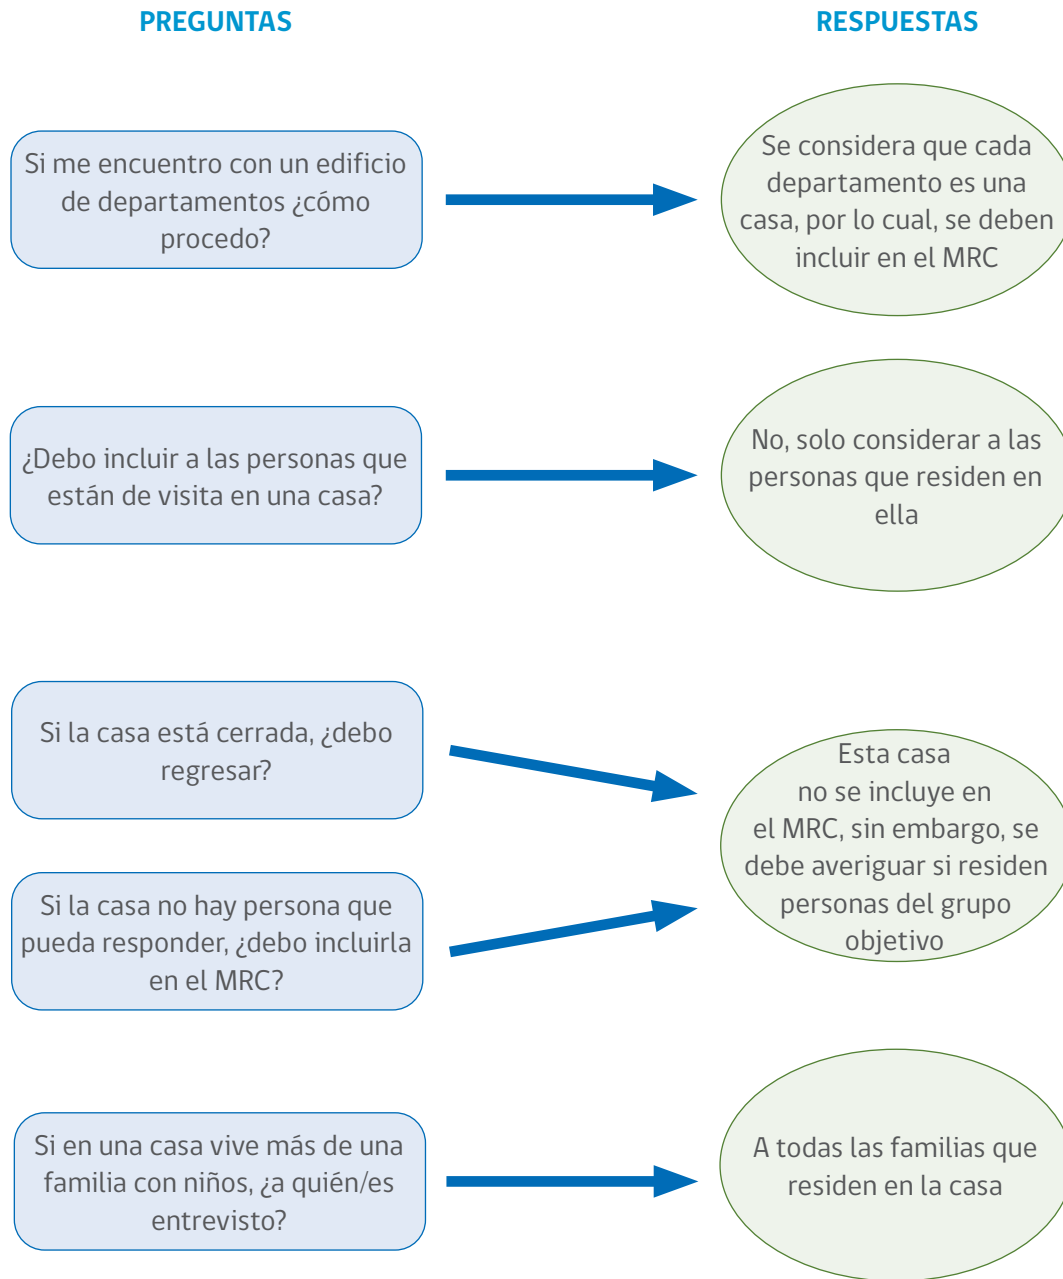 PREGUNTAS
RESPUESTAS
Si me encuentro con un edificio
de departamentos ¿cómo
procedo?
Se considera que cada
departamento es una
casa, por lo cual, se deben
incluir en el MRC
¿Debo incluir a las personas que
están de visita en una casa?
No, solo considerar a las
personas que residen en
ella
Si la casa está cerrada, ¿debo
regresar?
Si la casa no hay persona que
pueda responder, ¿debo incluirla
en el MRC?
Esta casa
no se incluye en
el MRC, sin embargo, se
debe averiguar si residen
personas del grupo
objetivo
Si en una casa vive más de una
familia con niños, ¿a quién/es
entrevisto?
A todas las familias que
residen en la casa